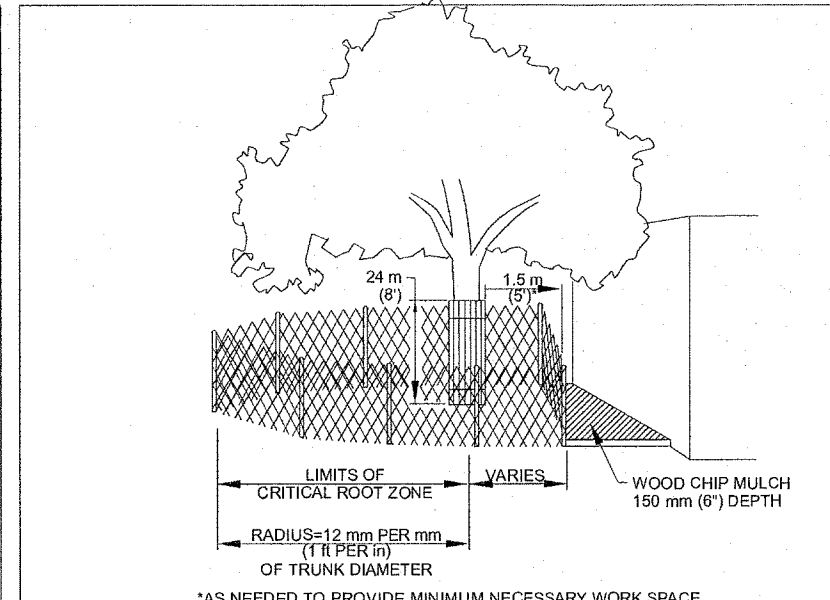 24 m
(8')
1.5 m
(5')*
LIMITS OF
CRITICAL ROOT ZONE
VARIES
WOOD CHIP MULCH
150 mm (6") DEPTH
RADIUS=12 mm PER mm
(1 ft PER in)
OF TRUNK DIAMETER
*AS NEEDED TO PROVIDE MINIMUM NECESSARY WORK SPACE